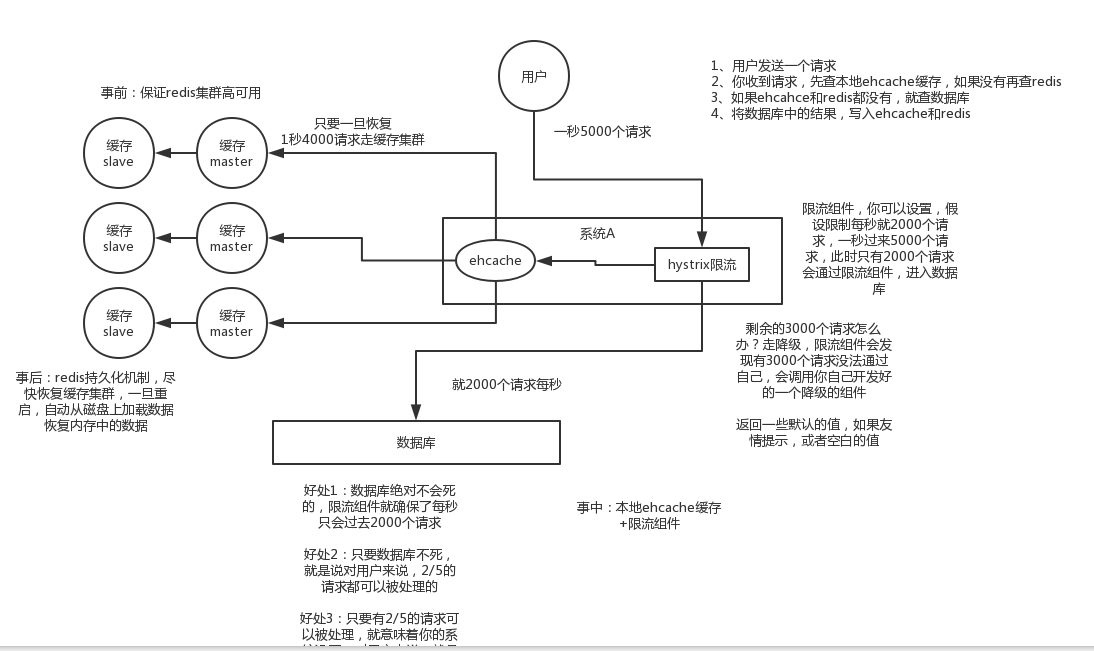 用户
1、用户发送一个请求
2、你收到请求，先查本地ehcache缓存，如果没有再查redis
3、如果ehcahce和redis都没有，就查数据库
4、将数据库中的结果，写入ehcache和redis
事前：保证redis集群高可用
只要一旦恢复
1秒4000请求走缓存集群
一秒5000个请求
缓存
slave
缓存
master
缓存
slave
缓存
master
缓存
slave
缓存
master
系统A
ehcache
hystrix限流
限流组件，你可以设置，假
设限制每秒就2000个请
求，一秒过来5000个请
求，此时只有2000个请求
会通过限流组件，进入数据
库
剩余的3000个请求怎么
办？走降级，限流组件会发
现有3000个请求没法通过
自己，会调用你自己开发好
的一个降级的组件
返回一些默认的值，如果友
情提示，或者空白的值
事后：redis持久化机制，尽
快恢复缓存集群，一旦重
启，自动从磁盘上加载数据
恢复内存中的数据
就2000个请求每秒
数据库
好处1：数据库绝对不会死
的，限流组件就确保了每秒
只会过去2000个请求
好处2：只要数据库不死，
就是说对用户来说，2/5的
请求都可以被处理的
好处3：只要有2/5的请求可
以被处理，就意味着你的系
事中：本地ehcache缓存
+限流组件